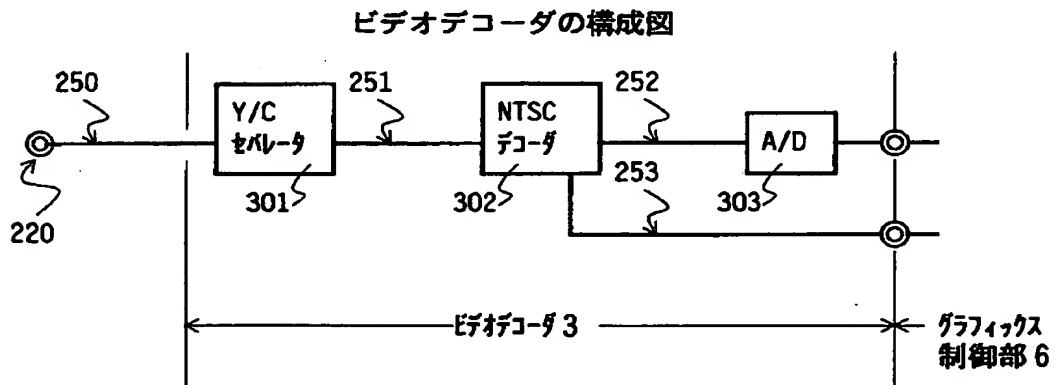 ビデオデコーダの構成図
250
251
252
Y/C
セパレータ
NTSC
デコーダ
A/D
253
301
302
303
220
ビデオデコーダ3
グラフィックス
制御部6